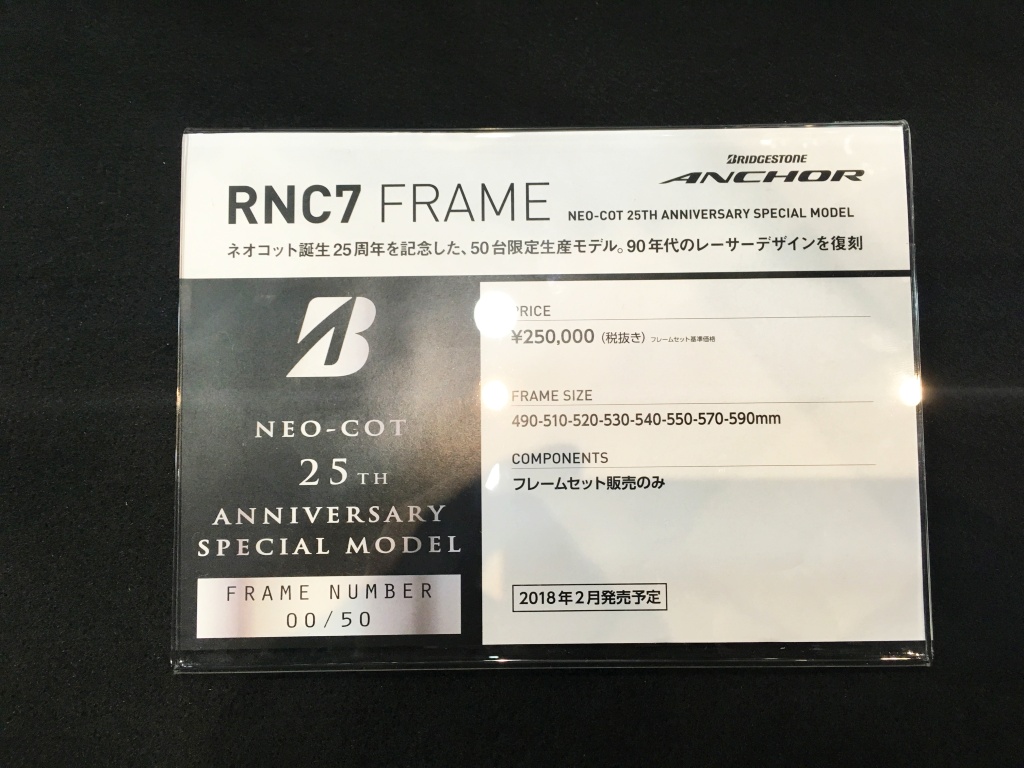 BRIDGESTONE
ANCHOR
RNC7 FRAME NEO-COT 25TH ANNIVERSARY SPECIAL MODEL
ネオコット誕生25周年を記念した、50台限定生産モデル。90年代のレーサーデザインを復刻
B
NEO-COT
25TH
ANNIVERSARY
SPECIAL MODEL
FRAME NUMBER
00/50
PRICE
¥250,000（税抜き）フレームセット基準価格
FRAME SIZE
490-510-520-530-540-550-570-590mm
COMPONENTS
フレームセット販売のみ
2018年2月発売予定